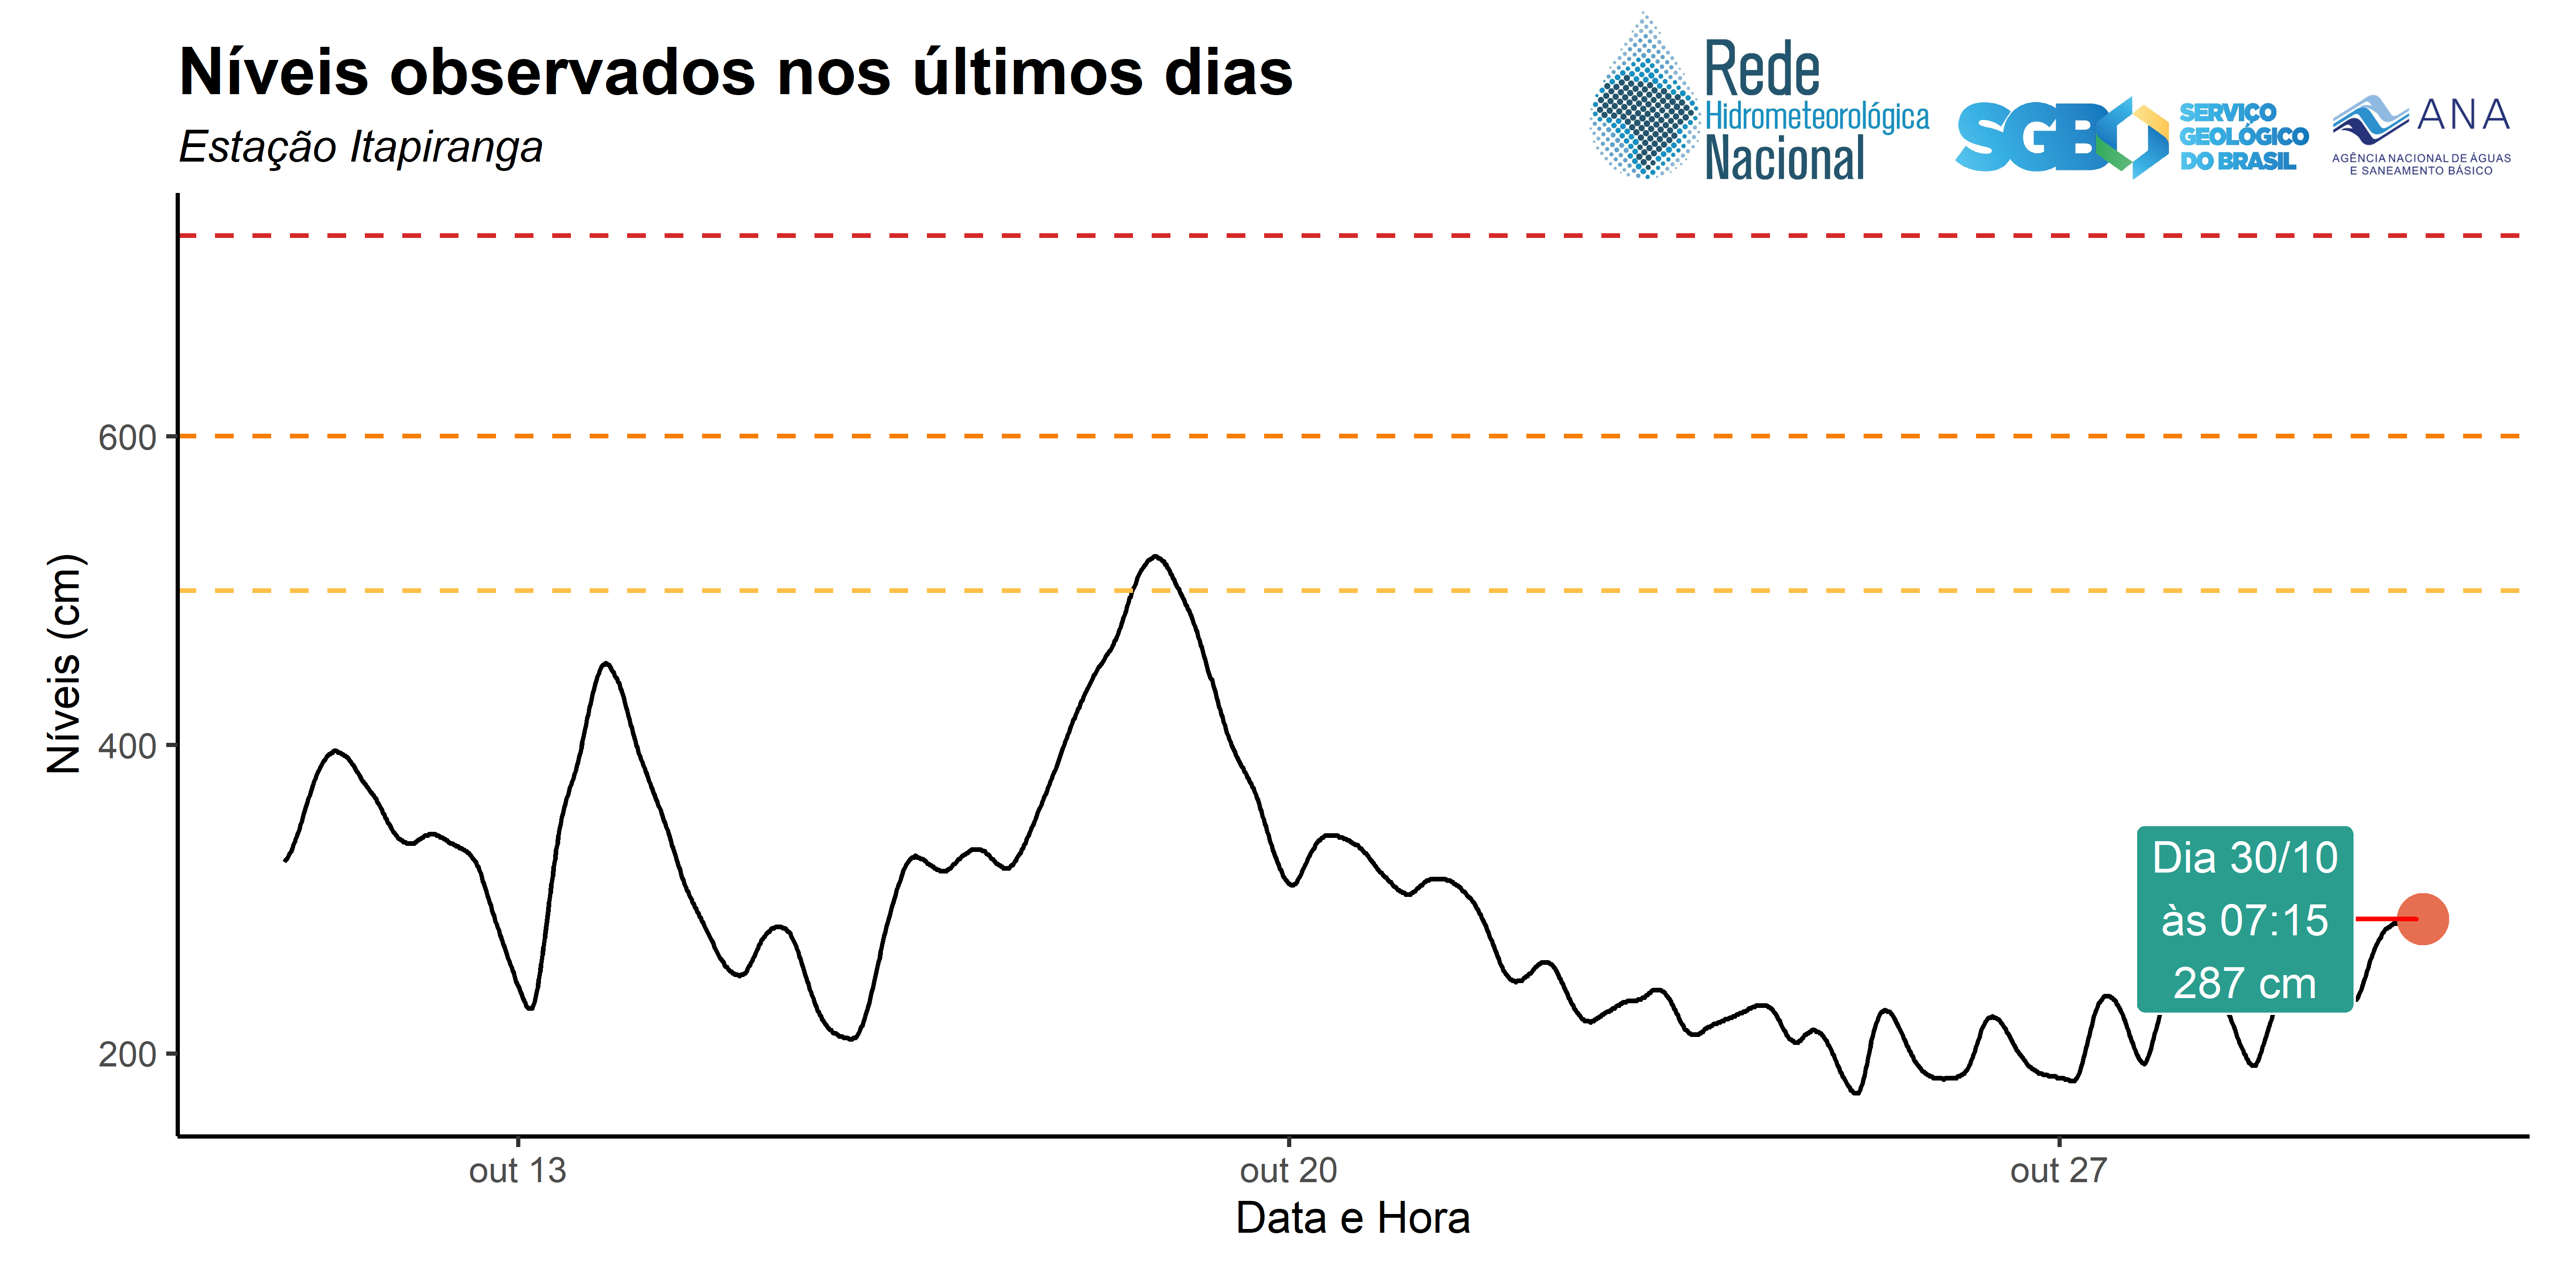 Níveis observados nos últimos dias
Estação Itapiranga
Rede
Hidrometeorológica
Nacional
SGB
SERVIÇO
GEOLÓGICO
DO BRASIL
ANA
AGÊNCIA NACIONAL DE ÁGUAS
E SANEAMENTO BÁSICO
Níveis (cm)
600
400
200
Dia 30/10
às 07:15
287 cm
out 13
out 20
out 27
Data e Hora